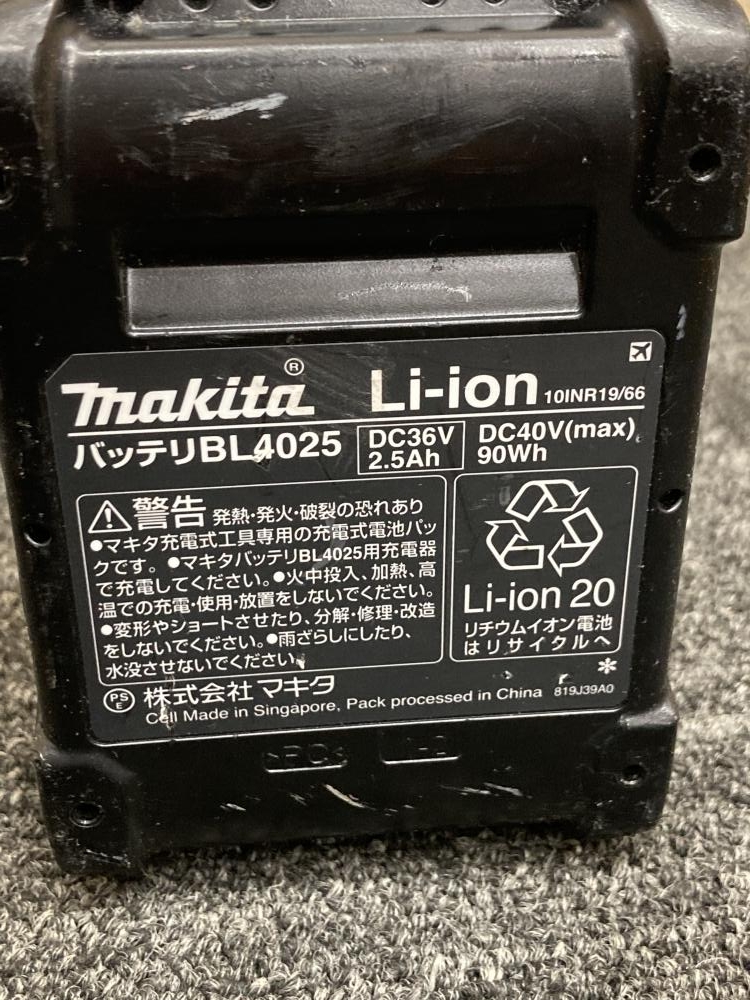 makita®
Li-ion 10INR19/66
バッテリBL4025
DC36V
2.5Ah
DC40V(max)
90Wh
警告 発熱・発火・破裂の恐れあり
●マキタ充電式工具専用の充電式電池パッ
クです。●マキタバッテリBL4025用充電器
で充電してください。●火中投入、加熱、高
温での充電・使用・放置をしないでください。
●変形やショートさせたり、分解・修理・改造
をしないでください。●雨ざらしにしたり、
水没させないでください。
Li-ion 20
リチウムイオン電池
はリサイクルへ
PSE 株式会社 マキタ
Cell Made in Singapore, Pack processed in China 819J39A0